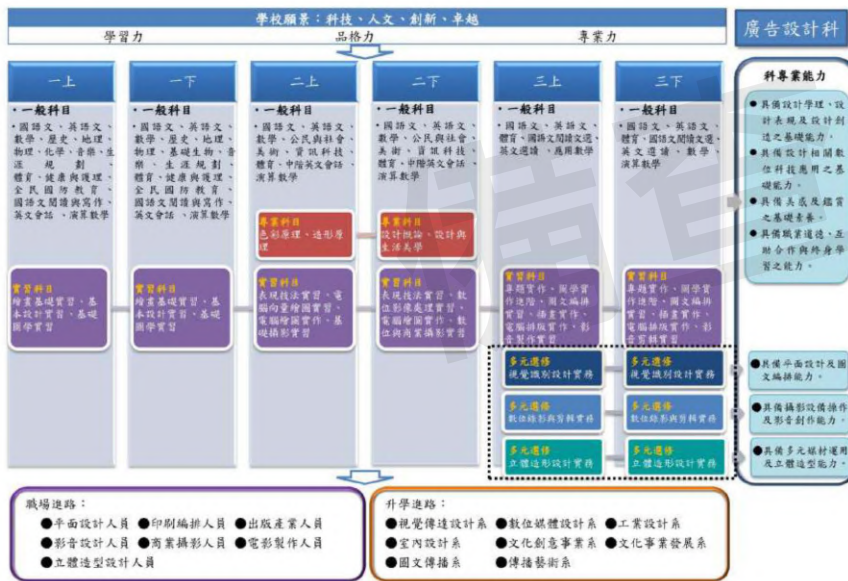 學校願景：科技、人文、創新、卓越
學習力
品格力
專業力
廣告設計科
一上
・一般科目
・國語文、英語文、
數學、歷史、地理、
物理、化學、音樂、生
涯規劃、
體育、健康與護理、
全民國防教育、
國語文閱讀與寫作、
英文會話、演算數學
實習科目
繪畫基礎實習、基
本設計實習、基礎
圖學實習
一下
・一般科目
・國語文、英語文、
數學、歷史、地理、
物理、基礎生物、音
樂、生涯規劃、
體育、健康與護理、
全民國防教育、
國語文閱讀與寫作、
英文會話、演算數學
實習科目
繪畫基礎實習、基
本設計實習、基礎
圖學實習
二上
・一般科目
・國語文、英語文、
數學、公民與社會、
美術、資訊科技、
體育、中階英文會話、
演算數學
專業科目
色彩原理、造形原
理
實習科目
表現技法實習、電
腦向量繪圖實習、
電腦繪圖實作、基
礎攝影實習
二下
・一般科目
・國語文、英語文、
數學、公民與社會、
美術、資訊科技、
體育、中階英文會話、
演算數學
專業科目
設計概論、設計與
生活美學
實習科目
表現技法實習、數
位影像處理實習、
電腦繪圖實作、數
位與商業攝影實習
三上
・一般科目
・國語文、英語文、
體育、國語文閱讀文選、
英文選讀、應用數學
實習科目
專題實作、圖學實
作進階、圖文編排
實習、插畫實作、
電腦排版實作、影
音製作實習
多元選修
視覺識別設計實務
多元選修
數位錄影與剪輯實務
多元選修
立體造形設計實務
三下
・一般科目
・國語文、英語文、
體育、國語文閱讀文選、
英文選讀、數學、
演算數學
實習科目
專題實作、圖學實
作進階、圖文編排
實習、插畫實作、
電腦排版實作、影
音剪輯實習
多元選修
視覺識別設計實務
多元選修
數位錄影與剪輯實務
多元選修
立體造形設計實務
科專業能力
●具備設計學理、設
計表現及設計創
造之基礎能力。
●具備設計相關數
位科技應用之基
礎能力。
●具備美感及鑑賞
之基礎素養。
●具備職業道德、互
助合作與終身學
習之能力。
●具備平面設計及圖
文編排能力。
●具備攝影設備操作
及影音創作能力。
●具備多元媒材運用
及立體造型能力。
職場進路：
●平面設計人員 ●印刷編排人員 ●出版產業人員
●影音設計人員 ●商業攝影人員 ●電影製作人員
●立體造型設計人員
升學進路：
●視覺傳達設計系 ●數位媒體設計系 ●工業設計系
●室內設計系 ●文化創意事業系 ●文化事業發展系
●圖文傳播系 ●傳播藝術系
備查